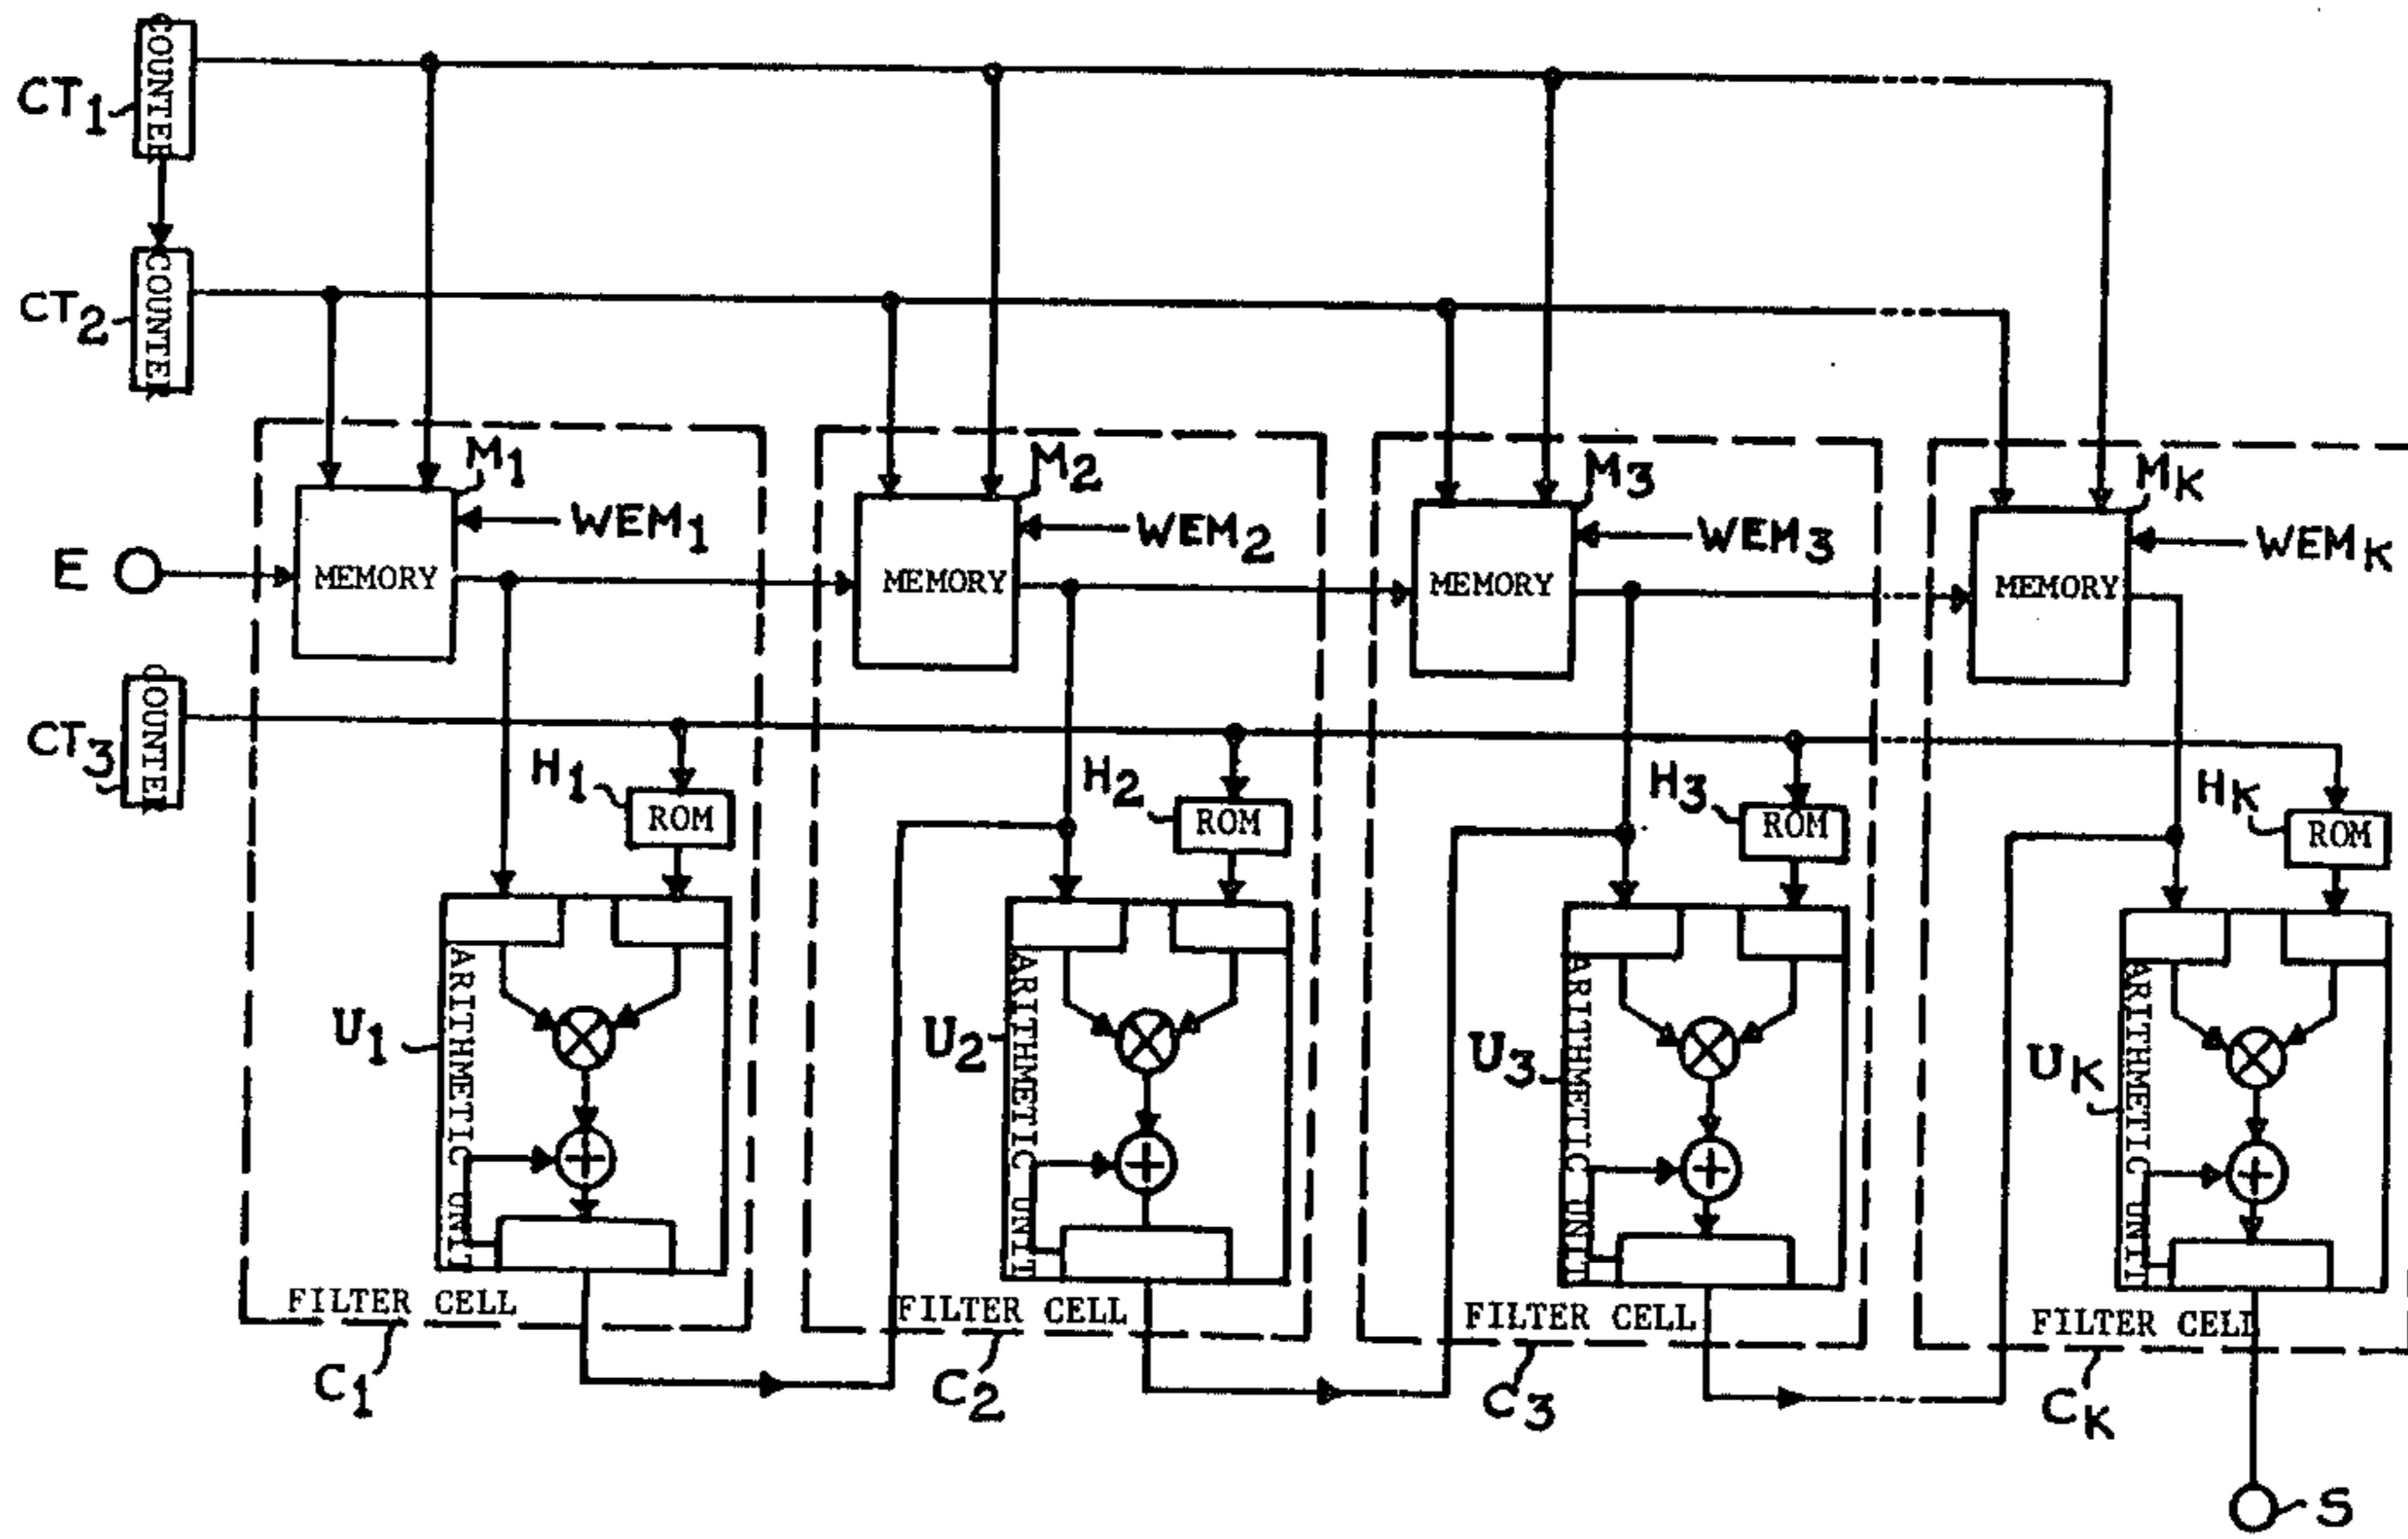 COUNTER
CT1
COUNTER
CT2
M1
M2
M3
MK
WEM1
WEM2
WEM3
WEMK
E
MEMORY
MEMORY
MEMORY
MEMORY
COUNTER
CT3
H1
ROM
H2
ROM
H3
ROM
HK
ROM
U1
ARITHMETIC UNIT
U2
ARITHMETIC UNIT
U3
ARITHMETIC UNIT
UK
ARITHMETIC UNIT
FILTER CELL
FILTER CELL
FILTER CELL
FILTER CELL
C1
C2
C3
CK
S